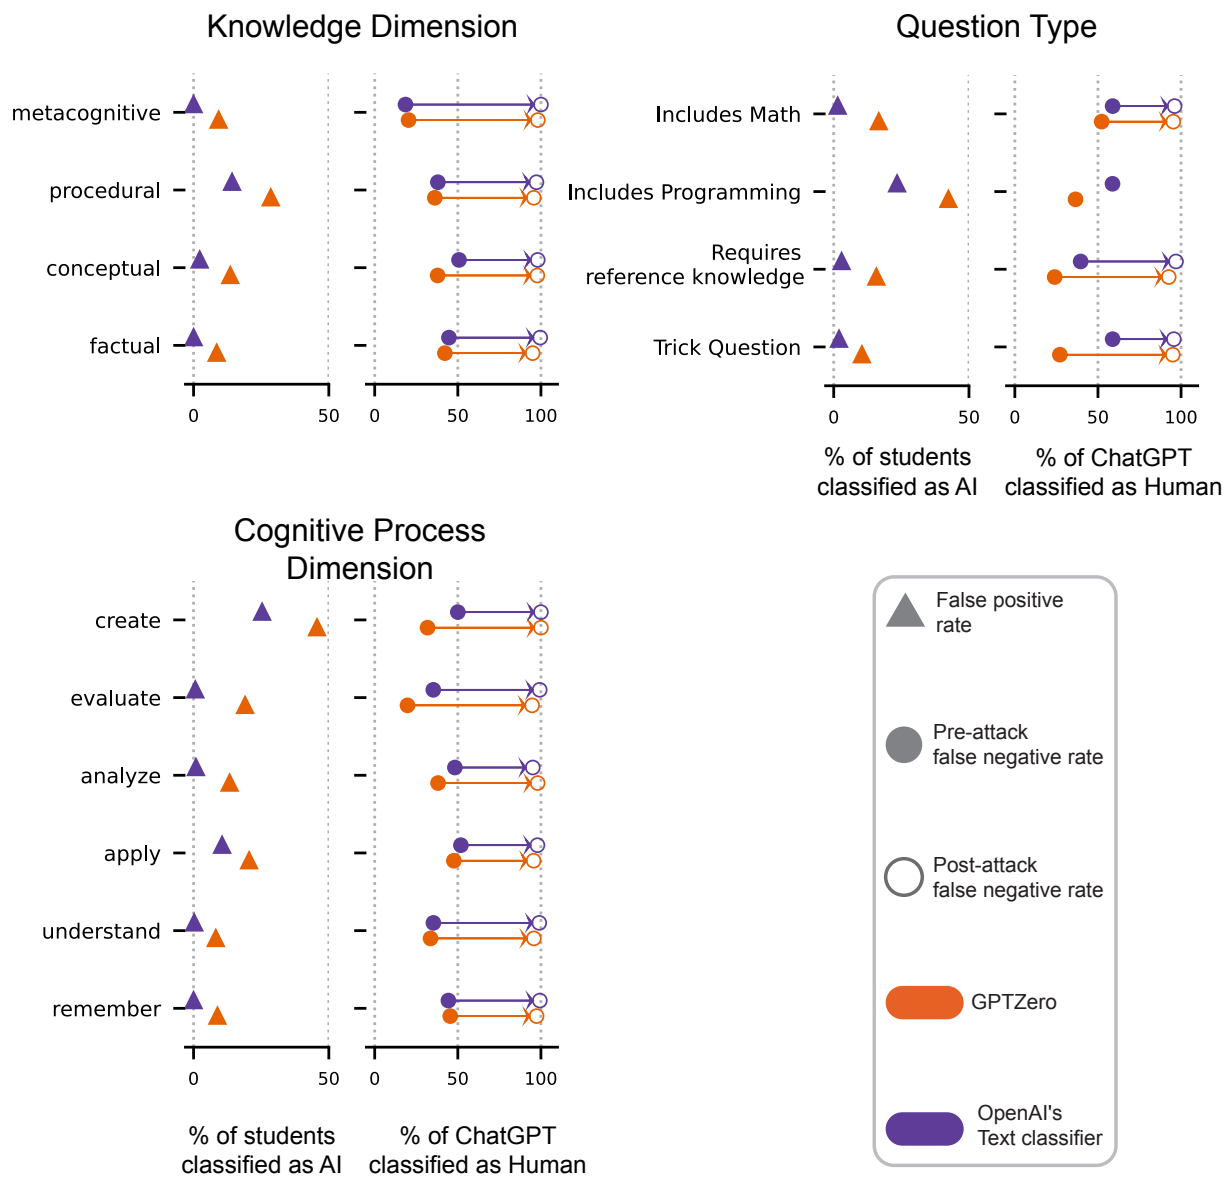 Knowledge Dimension
metacognitive
procedural
conceptual
factual
0
50
0
50
100
Question Type
Includes Math
Includes Programming
Requires
reference knowledge
Trick Question
0
50
0
50
100
% of students
classified as AI
% of ChatGPT
classified as Human
Cognitive Process
Dimension
create
evaluate
analyze
apply
understand
remember
0
50
0
50
100
% of students
classified as AI
% of ChatGPT
classified as Human
False positive
rate
Pre-attack
false negative rate
Post-attack
false negative rate
GPTZero
OpenAI's
Text classifier